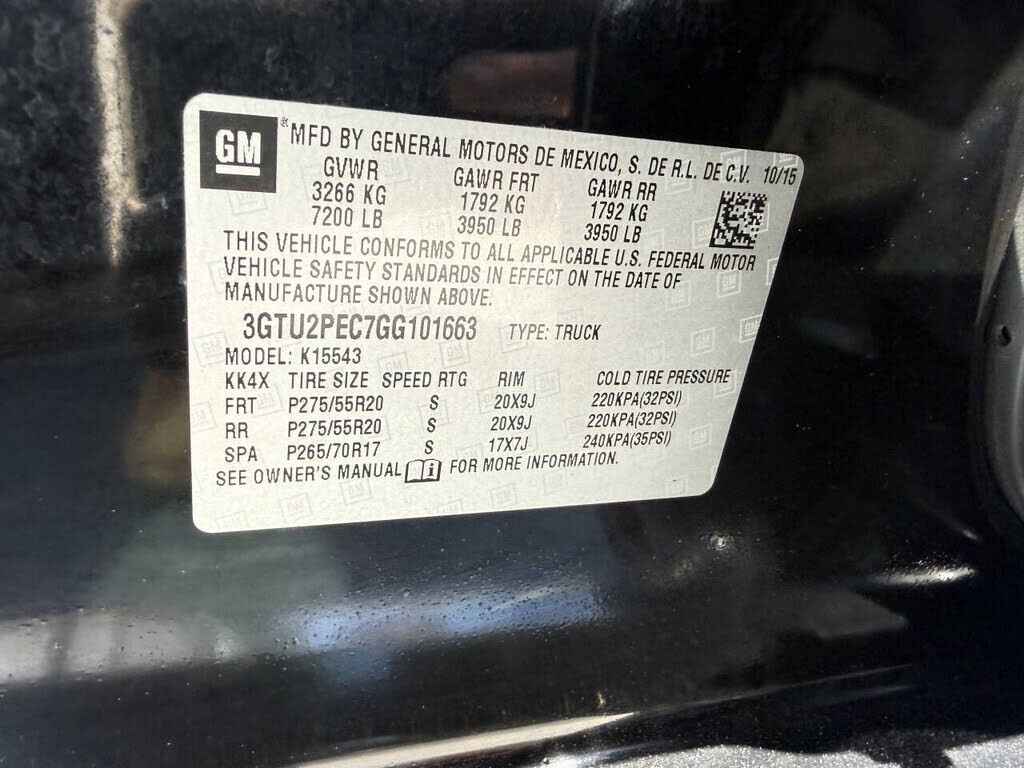 GM
MFD BY GENERAL MOTORS DE MEXICO, S. DE R.L. DE C.V. 10/15
GVWR GAWR FRT GAWR RR
3266 KG 1792 KG 1792 KG
7200 LB 3950 LB 3950 LB
THIS VEHICLE CONFORMS TO ALL APPLICABLE U.S. FEDERAL MOTOR
VEHICLE SAFETY STANDARDS IN EFFECT ON THE DATE OF
MANUFACTURE SHOWN ABOVE.
3GTU2PEC7GG101663 TYPE: TRUCK
MODEL: K15543
KK4X TIRE SIZE SPEED RTG RIM COLD TIRE PRESSURE
FRT P275/55R20 S 20X9J 220KPA(32PSI)
RR P275/55R20 S 20X9J 220KPA(32PSI)
SPA P265/70R17 S 17X7J 240KPA(35PSI)
SEE OWNER'S MANUAL FOR MORE INFORMATION.